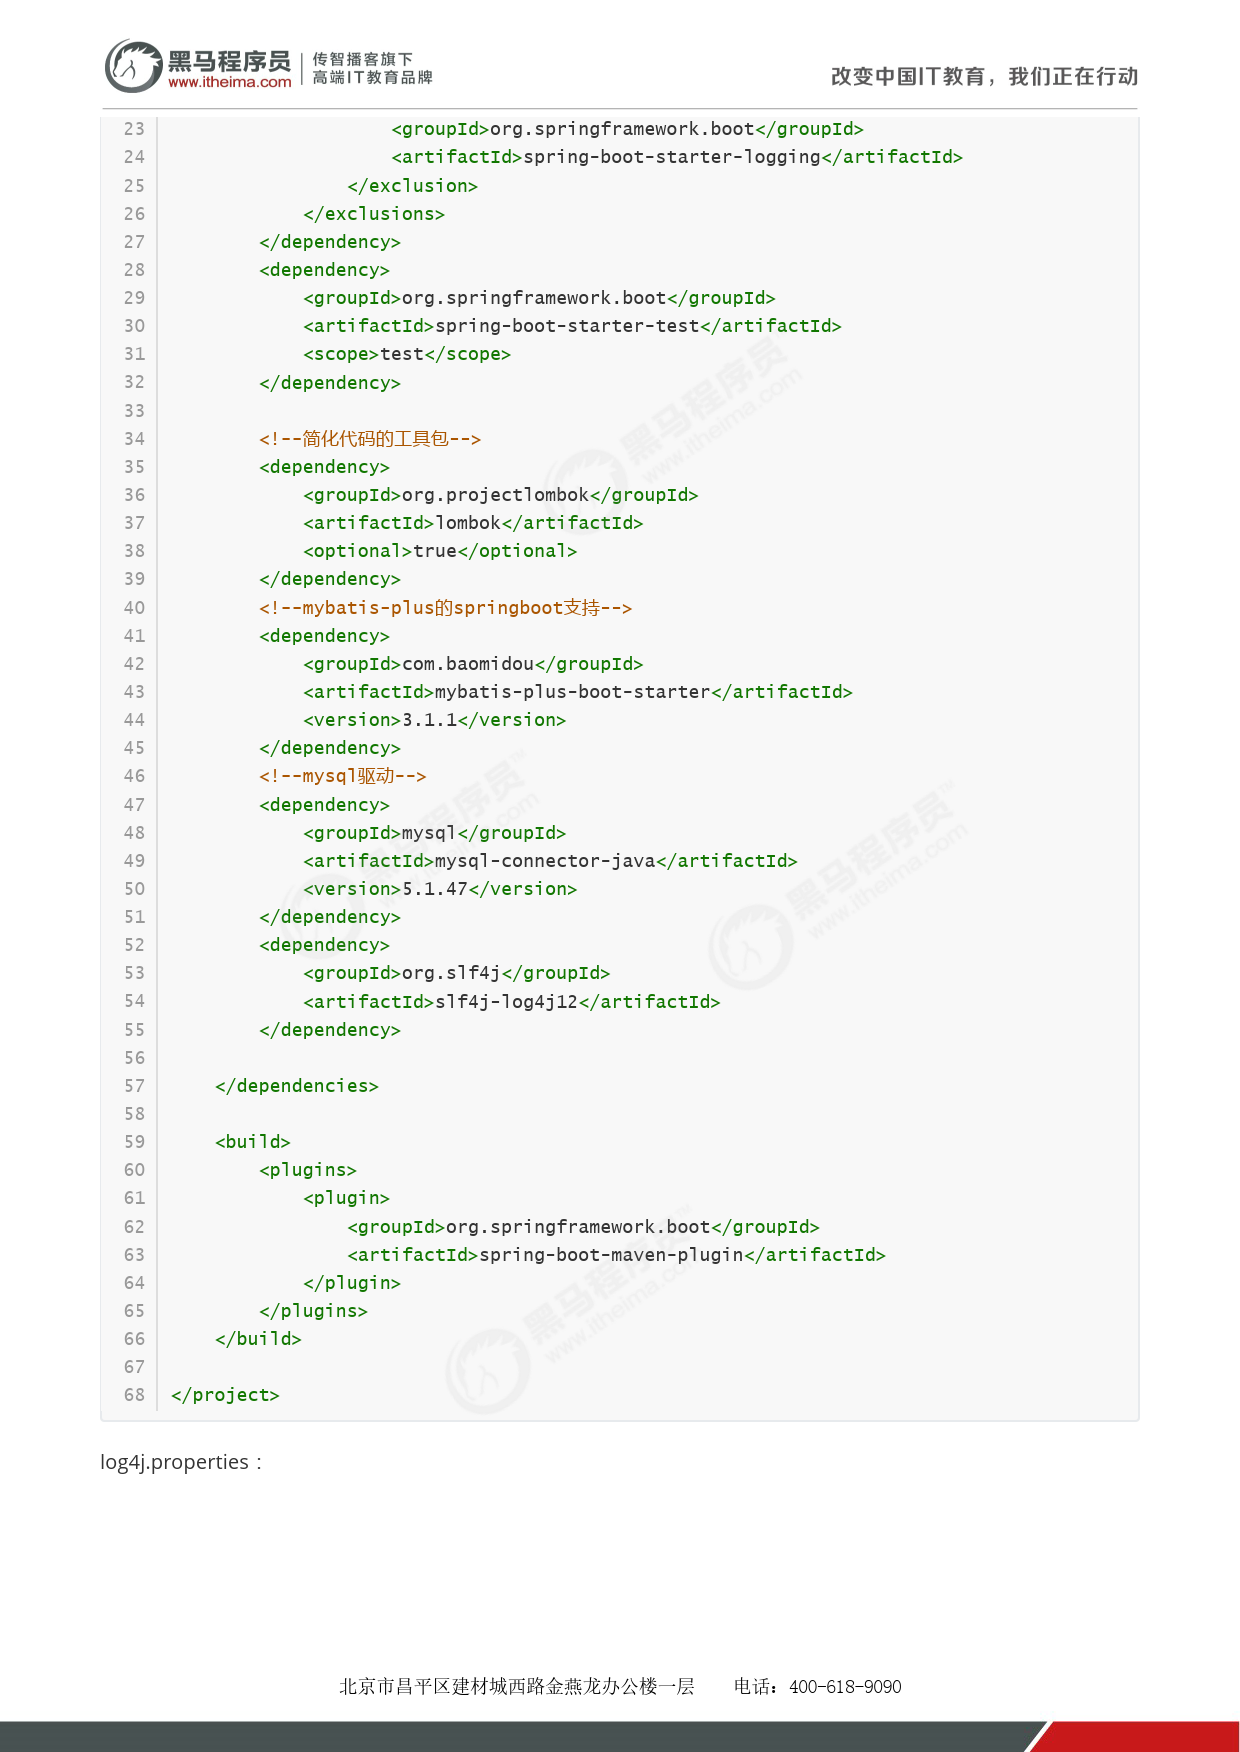 黑马程序员 传智播客旗下
www.itheima.com 高端IT教育品牌
改变中国IT教育，我们正在行动
23 <groupId>org.springframework.boot</groupId>
24 <artifactId>spring-boot-starter-logging</artifactId>
25 </exclusion>
26 </exclusions>
27 </dependency>
28 <dependency>
29 <groupId>org.springframework.boot</groupId>
30 <artifactId>spring-boot-starter-test</artifactId>
31 <scope>test</scope>
32 </dependency>
33
34 <!--简化代码的工具包-->
35 <dependency>
36 <groupId>org.projectlombok</groupId>
37 <artifactId>lombok</artifactId>
38 <optional>true</optional>
39 </dependency>
40 <!--mybatis-plus的springboot支持-->
41 <dependency>
42 <groupId>com.baomidou</groupId>
43 <artifactId>mybatis-plus-boot-starter</artifactId>
44 <version>3.1.1</version>
45 </dependency>
46 <!--mysql驱动-->
47 <dependency>
48 <groupId>mysql</groupId>
49 <artifactId>mysql-connector-java</artifactId>
50 <version>5.1.47</version>
51 </dependency>
52 <dependency>
53 <groupId>org.slf4j</groupId>
54 <artifactId>slf4j-log4j12</artifactId>
55 </dependency>
56
57 </dependencies>
58
59 <build>
60 <plugins>
61 <plugin>
62 <groupId>org.springframework.boot</groupId>
63 <artifactId>spring-boot-maven-plugin</artifactId>
64 </plugin>
65 </plugins>
66 </build>
67
68 </project>
log4j.properties：
北京市昌平区建材城西路金燕龙办公楼一层 电话：400-618-9090